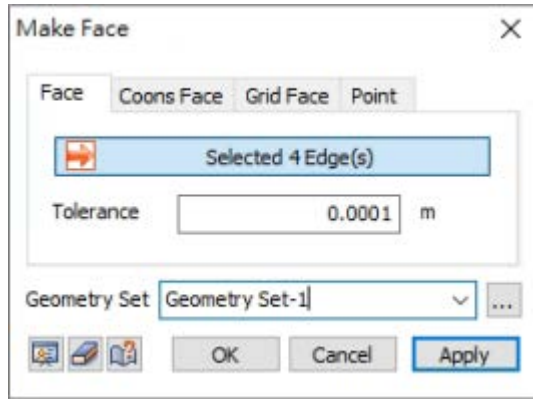 Make Face
Face Coons Face Grid Face Point
Selected 4 Edge(s)
Tolerance 0.0001 m
Geometry Set Geometry Set-1 ...
OK Cancel Apply